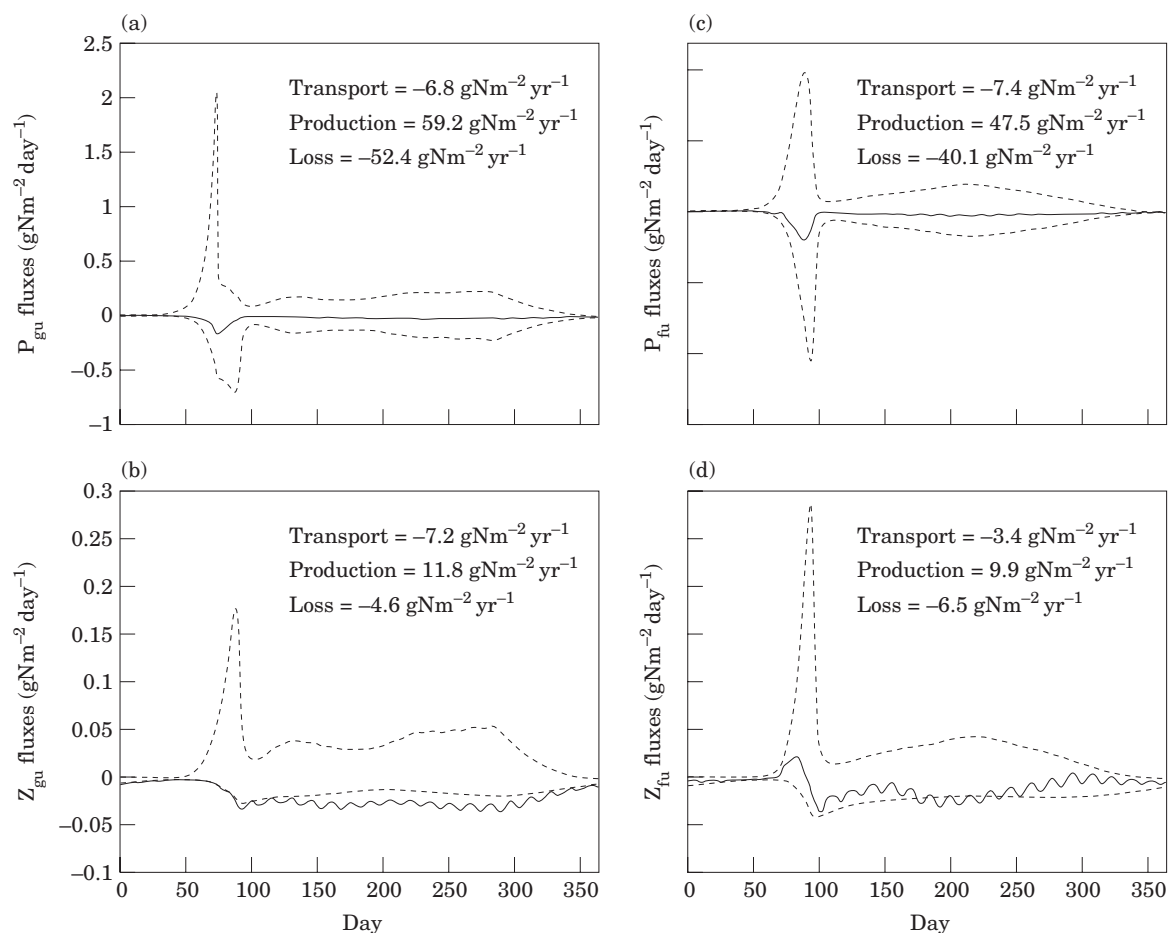 (a)
P_gu fluxes (gNm⁻² day⁻¹)
2.5
2
1.5
1
0.5
0
–0.5
–1
Transport = –6.8 gNm⁻² yr⁻¹
Production = 59.2 gNm⁻² yr⁻¹
Loss = –52.4 gNm⁻² yr⁻¹
(c)
P_fu fluxes (gNm⁻² day⁻¹)
Transport = –7.4 gNm⁻² yr⁻¹
Production = 47.5 gNm⁻² yr⁻¹
Loss = –40.1 gNm⁻² yr⁻¹
(b)
Z_gu fluxes (gNm⁻² day⁻¹)
0.3
0.25
0.2
0.15
0.1
0.05
0
–0.05
–0.1
Transport = –7.2 gNm⁻² yr⁻¹
Production = 11.8 gNm⁻² yr⁻¹
Loss = –4.6 gNm⁻² yr⁻¹
0 50 100 150 200 250 300 350
Day
(d)
Z_fu fluxes (gNm⁻² day⁻¹)
Transport = –3.4 gNm⁻² yr⁻¹
Production = 9.9 gNm⁻² yr⁻¹
Loss = –6.5 gNm⁻² yr⁻¹
0 50 100 150 200 250 300 350
Day